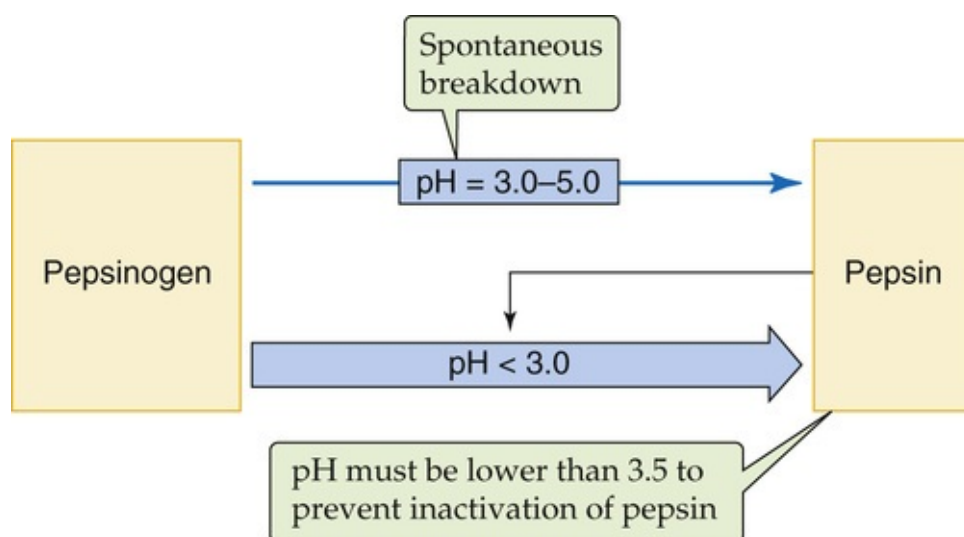 Spontaneous
breakdown
pH = 3.0–5.0
Pepsinogen
Pepsin
pH < 3.0
pH must be lower than 3.5 to
prevent inactivation of pepsin